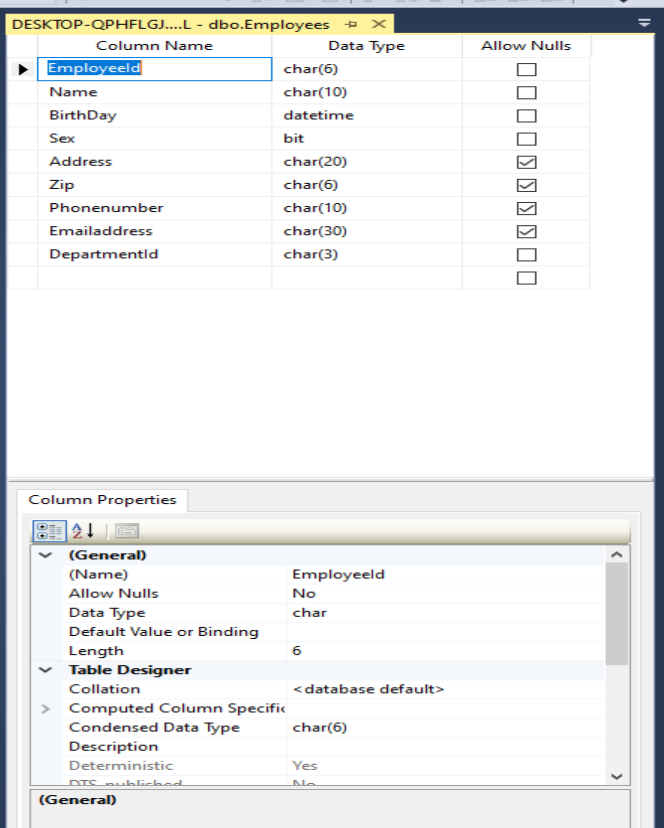 DESKTOP-QPHFLGJ....L - dbo.Employees
Column Name Data Type Allow Nulls
EmployeeId char(6)
Name char(10)
BirthDay datetime
Sex bit
Address char(20)
Zip char(6)
Phonenumber char(10)
Emailaddress char(30)
DepartmentId char(3)
Column Properties
(General)
(Name) EmployeeId
Allow Nulls No
Data Type char
Default Value or Binding
Length 6
Table Designer
Collation <database default>
Computed Column Specific
Condensed Data Type char(6)
Description
Deterministic Yes
DTS-published No
(General)